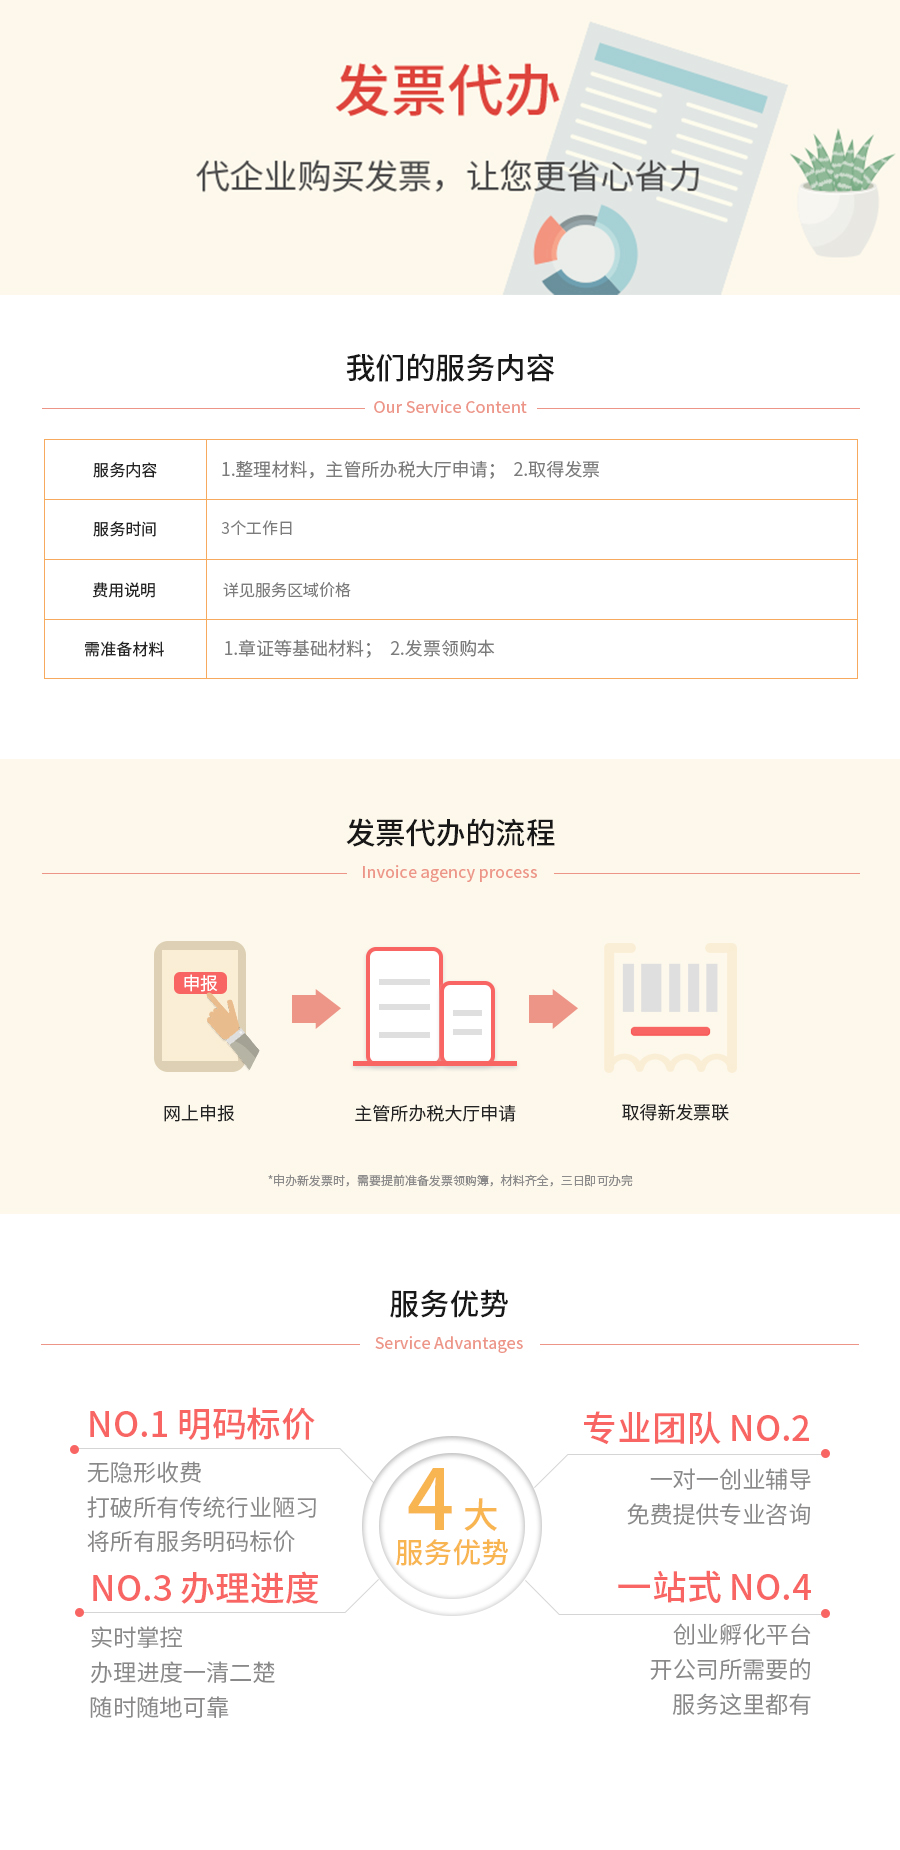 发票代办
代企业购买发票，让您更省心省力
我们的服务内容
Our Service Content
服务内容
1.整理材料，主管所办税大厅申请； 2.取得发票
服务时间
3个工作日
费用说明
详见服务区域价格
需准备材料
1.章证等基础材料； 2.发票领购本
发票代办的流程
Invoice agency process
申报
网上申报
主管所办税大厅申请
取得新发票联
*申办新发票时，需要提前准备发票领购簿，材料齐全，三日即可办完
服务优势
Service Advantages
NO.1 明码标价
无隐形收费
打破所有传统行业陋习
将所有服务明码标价
专业团队 NO.2
一对一创业辅导
免费提供专业咨询
4大
服务优势
NO.3 办理进度
实时掌控
办理进度一清二楚
随时随地可靠
一站式 NO.4
创业孵化平台
开公司所需要的
服务这里都有